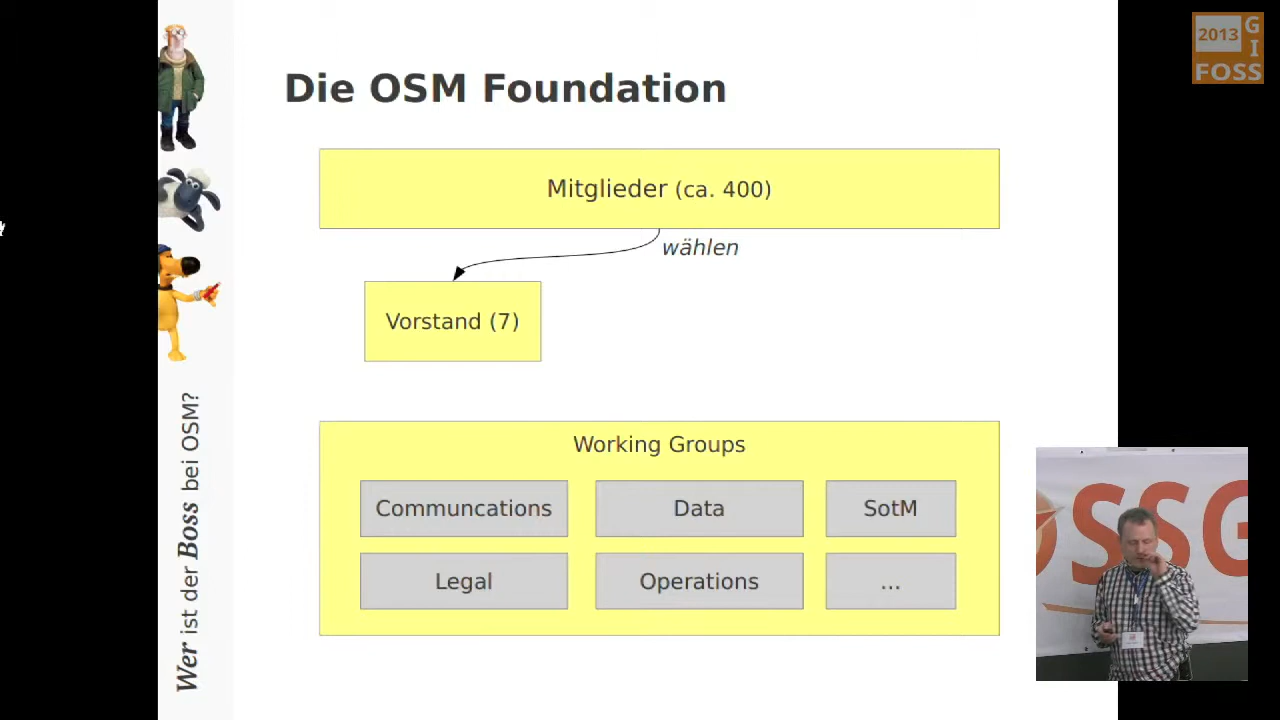 2013
G
I
FOSS
Die OSM Foundation
Mitglieder (ca. 400)
wählen
Vorstand (7)
Working Groups
Communcations
Data
SotM
Legal
Operations
...
Wer ist der Boss bei OSM?
OSSG